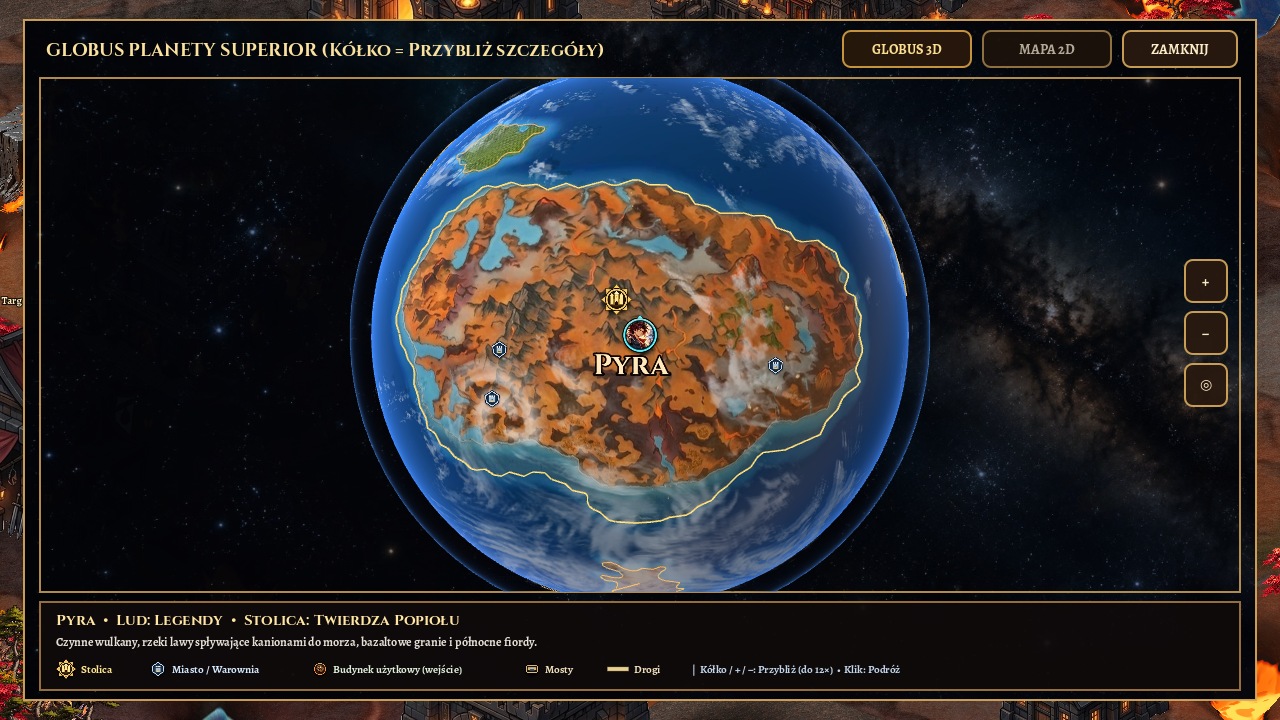 GLOBUS PLANETY SUPERIOR (KÓŁKO = PRZYBLIŻ SZCZEGÓŁY)
GLOBUS 3D
MAPA 2D
ZAMKNIJ
Targ
+
−
◎
PYRA
PYRA • LUD: LEGENDY • STOLICA: TWIERDZA POPIOŁU
Czynne wulkany, rzeki lawy spływające kanionami do morza, bazaltowe granie i północne fiordy.
Stolica
Miasto / Warownia
Budynek użytkowy (wejście)
Mosty
Drogi
| Kółko / + / −: Przybliż (do 12×) • Klik: Podróż